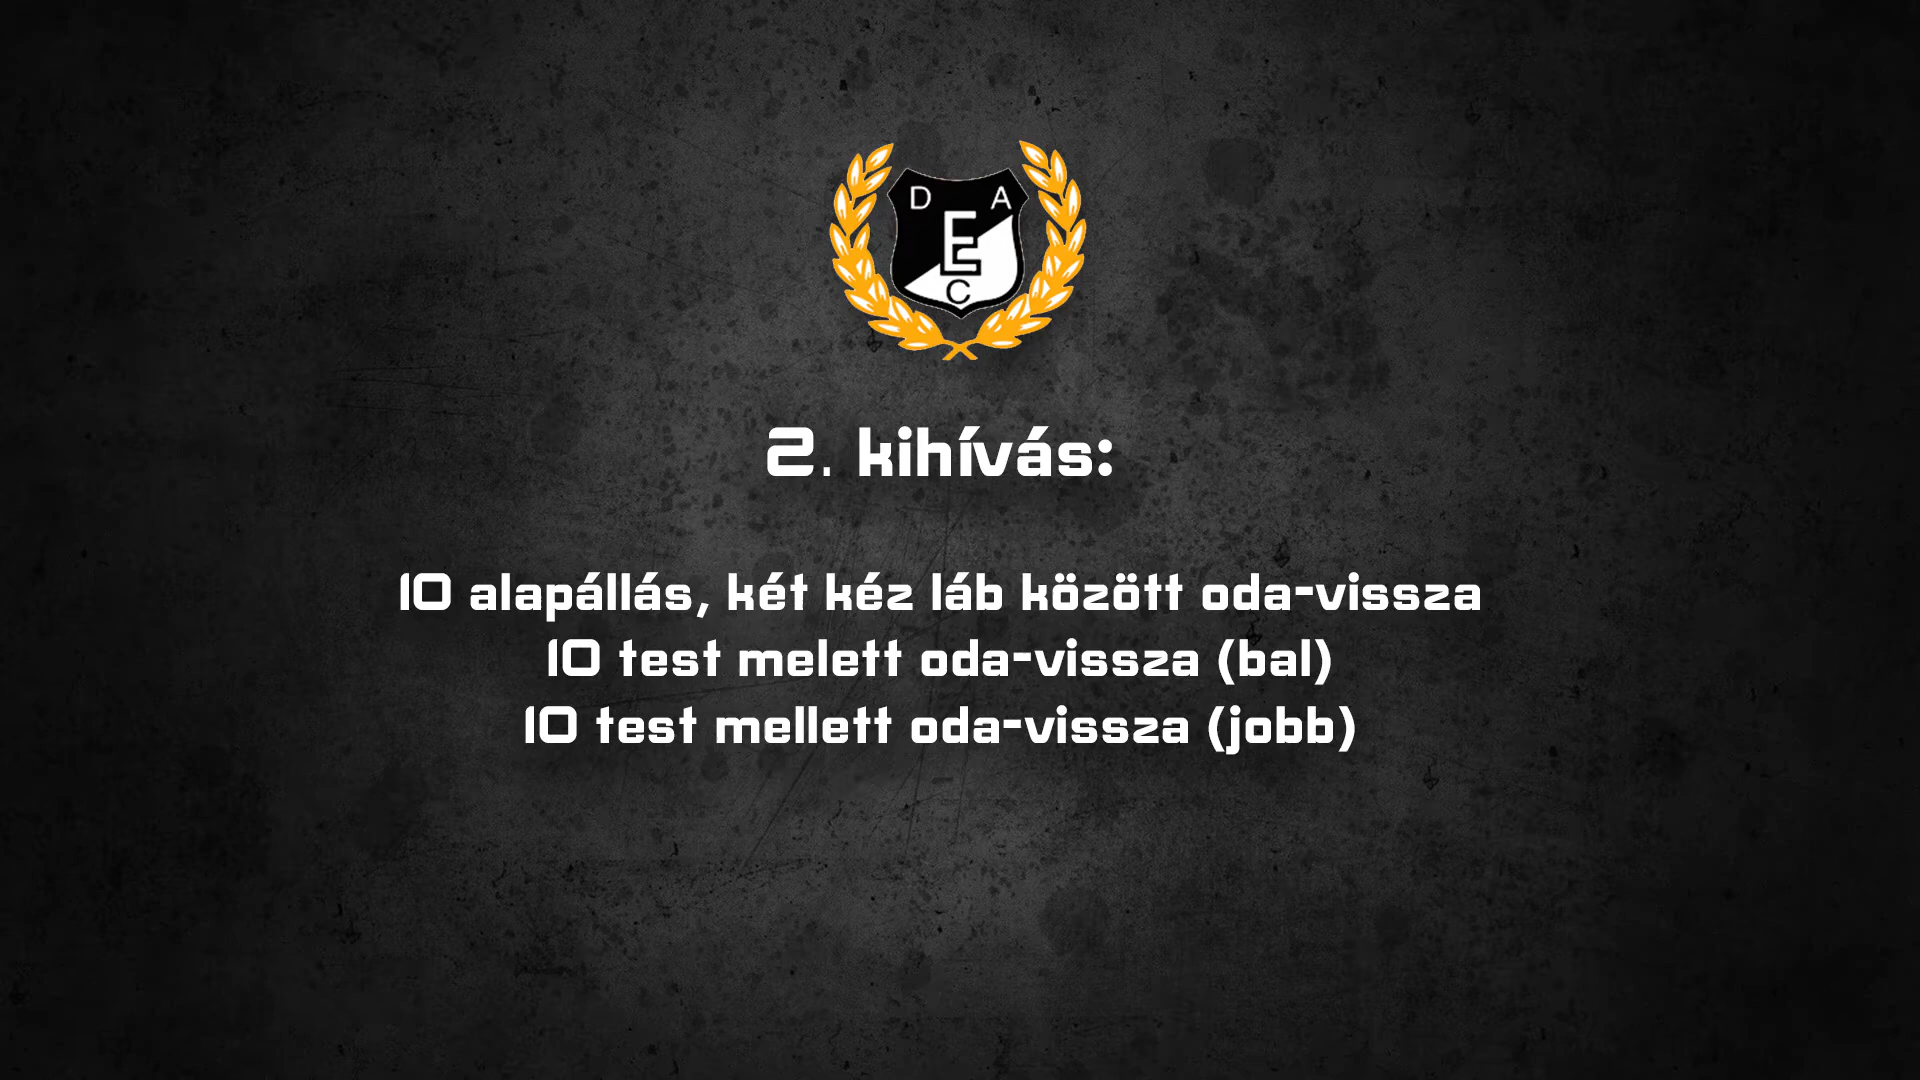 D A
E
C
2. kihívás:
10 alapállás, két kéz láb között oda-vissza
10 test melett oda-vissza (bal)
10 test mellett oda-vissza (jobb)